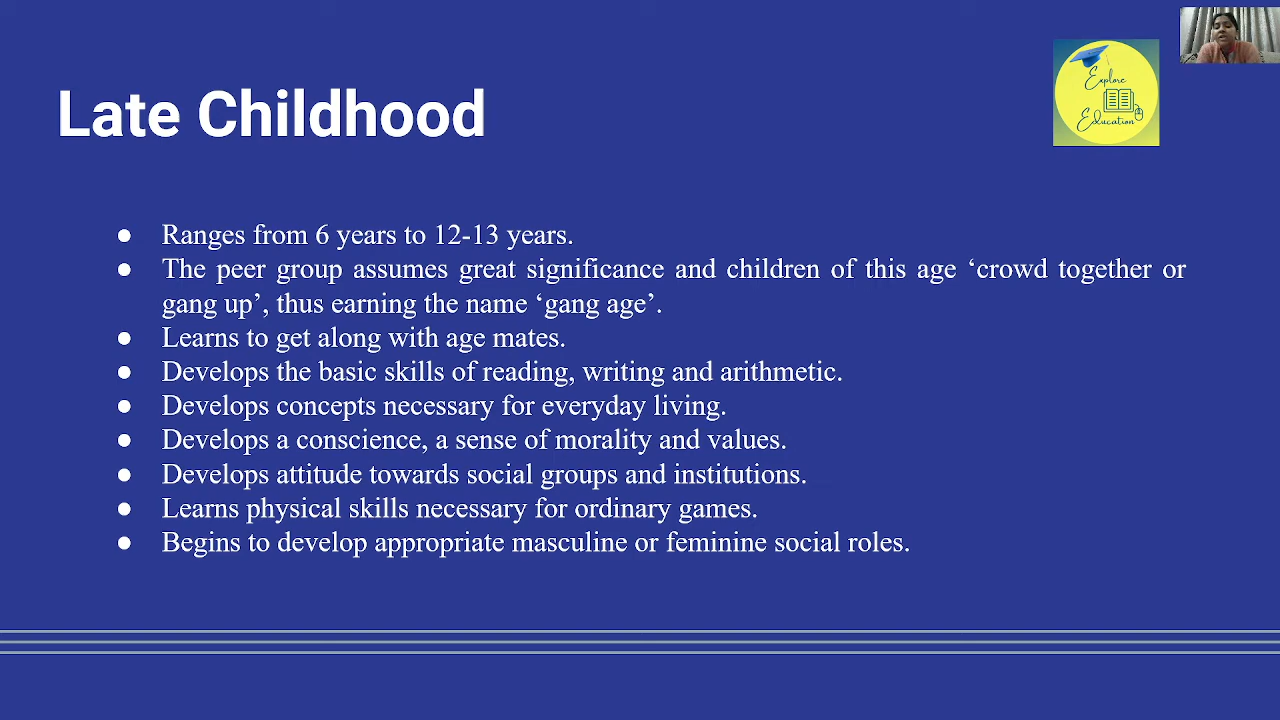 Late Childhood
Explore
Education
● Ranges from 6 years to 12-13 years.
● The peer group assumes great significance and children of this age ‘crowd together or
gang up’, thus earning the name ‘gang age’.
● Learns to get along with age mates.
● Develops the basic skills of reading, writing and arithmetic.
● Develops concepts necessary for everyday living.
● Develops a conscience, a sense of morality and values.
● Develops attitude towards social groups and institutions.
● Learns physical skills necessary for ordinary games.
● Begins to develop appropriate masculine or feminine social roles.